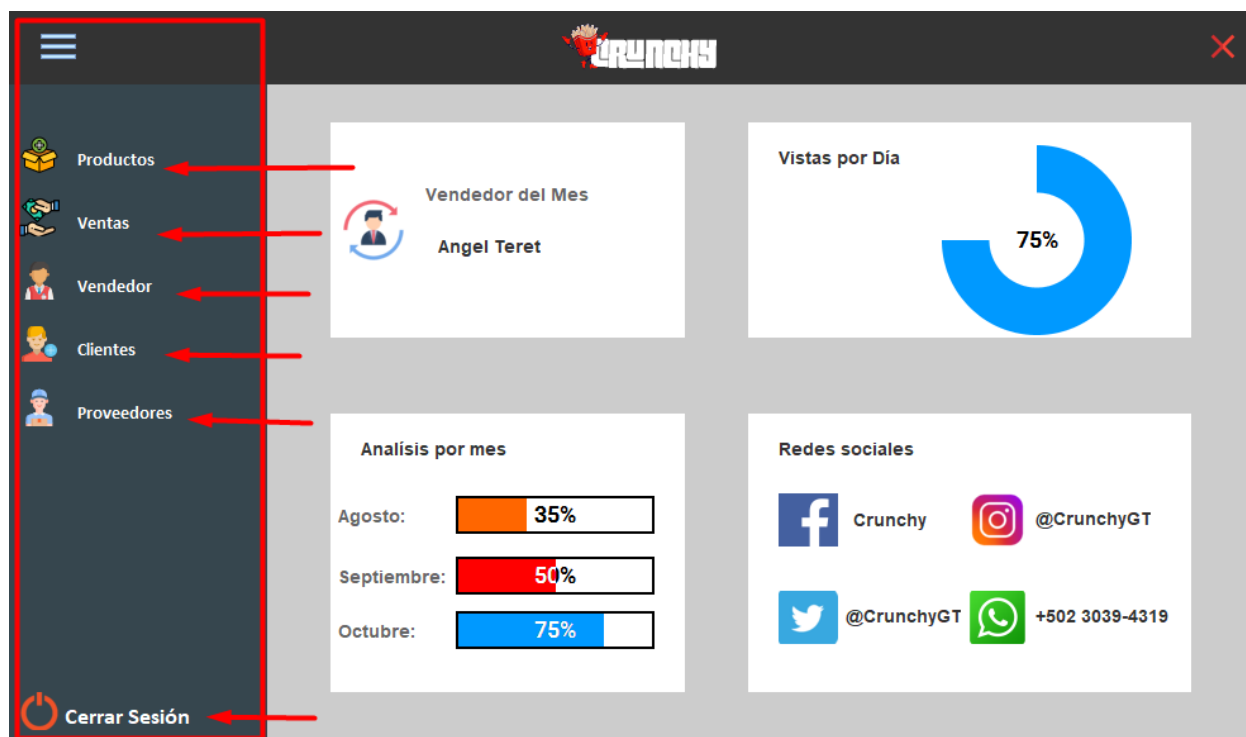 CRUNCHY
Productos
Ventas
Vendedor
Clientes
Proveedores
Cerrar Sesión
Vendedor del Mes
Angel Teret
Vistas por Día
75%
Analísis por mes
Agosto: 35%
Septiembre: 50%
Octubre: 75%
Redes sociales
Crunchy
@CrunchyGT
@CrunchyGT
+502 3039-4319